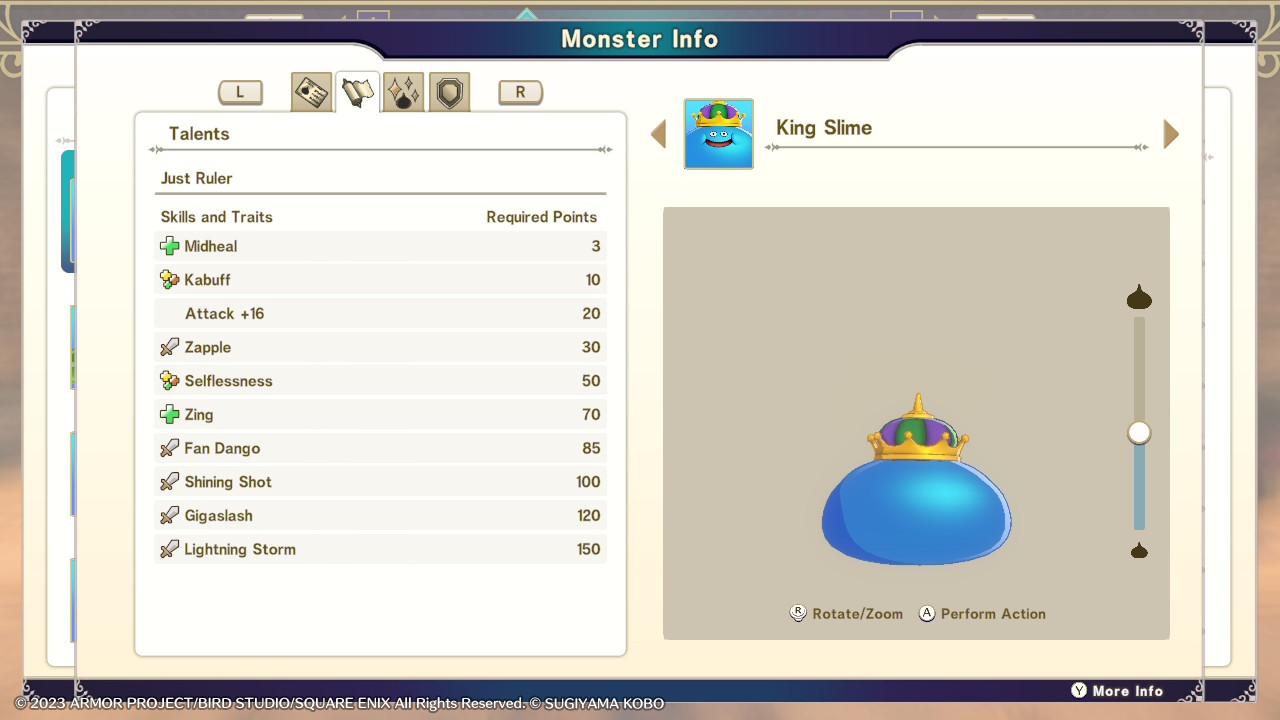 Monster Info
L
R
Talents
Just Ruler
Skills and Traits Required Points
Midheal 3
Kabuff 10
Attack +16 20
Zapple 30
Selflessness 50
Zing 70
Fan Dango 85
Shining Shot 100
Gigaslash 120
Lightning Storm 150
King Slime
R Rotate/Zoom A Perform Action
Y More Info
© 2023 ARMOR PROJECT/BIRD STUDIO/SQUARE ENIX All Rights Reserved. © SUGIYAMA KOBO